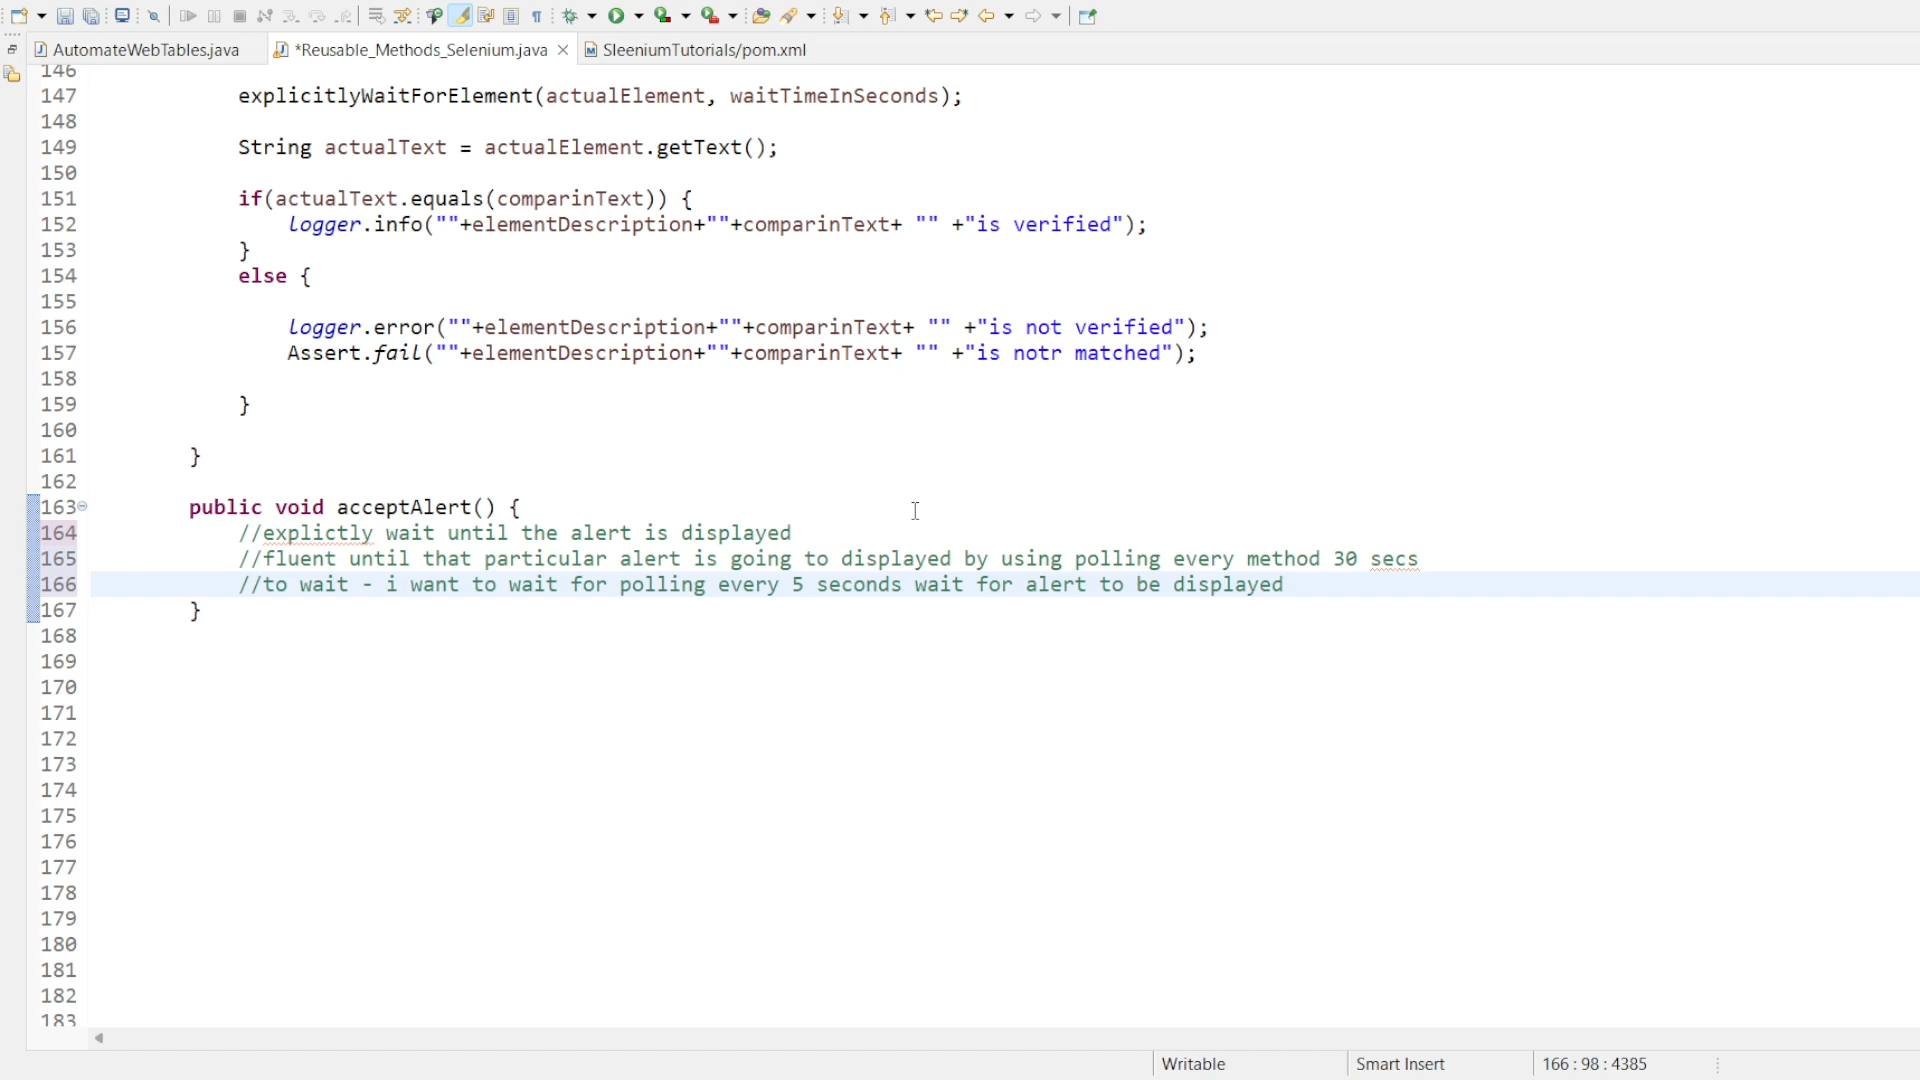 AutomateWebTables.java
*Reusable_Methods_Selenium.java
SleeniumTutorials/pom.xml
146
147 explicitlyWaitForElement(actualElement, waitTimeInSeconds);
148
149 String actualText = actualElement.getText();
150
151 if(actualText.equals(comparinText)) {
152 logger.info(""+elementDescription+""+comparinText+ "" +"is verified");
153 }
154 else {
155
156 logger.error(""+elementDescription+""+comparinText+ "" +"is not verified");
157 Assert.fail(""+elementDescription+""+comparinText+ "" +"is notr matched");
158
159 }
160
161 }
162
163 public void acceptAlert() {
164 //explictly wait until the alert is displayed
165 //fluent until that particular alert is going to displayed by using polling every method 30 secs
166 //to wait - i want to wait for polling every 5 seconds wait for alert to be displayed
167 }
168
169
170
171
172
173
174
175
176
177
178
179
180
181
182
183
Writable
Smart Insert
166 : 98 : 4385